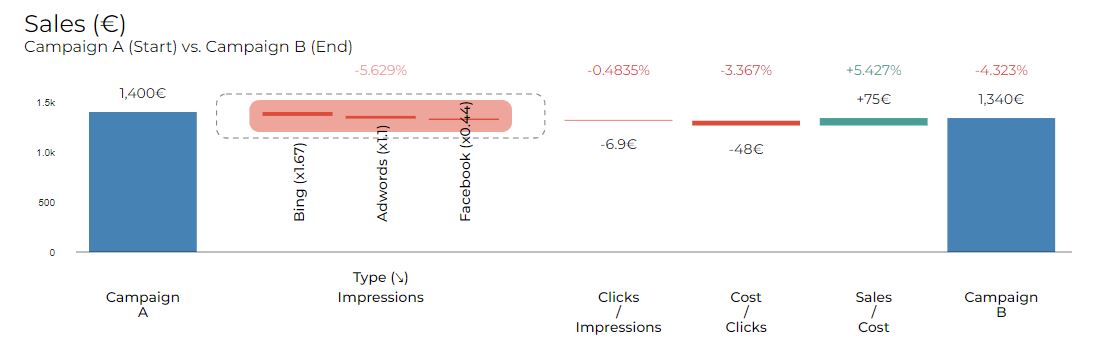 Sales (€)
Campaign A (Start) vs. Campaign B (End)
-5.629%
-0.4835%
-3.367%
+5.427%
-4.323%
1,400€
+75€
1,340€
1.5k
1.0k
500
0
-6.9€
-48€
Bing (x1.67)
Adwords (x1.1)
Facebook (x0.44)
Type (↘)
Impressions
Campaign
A
Clicks
/
Impressions
Cost
/
Clicks
Sales
/
Cost
Campaign
B